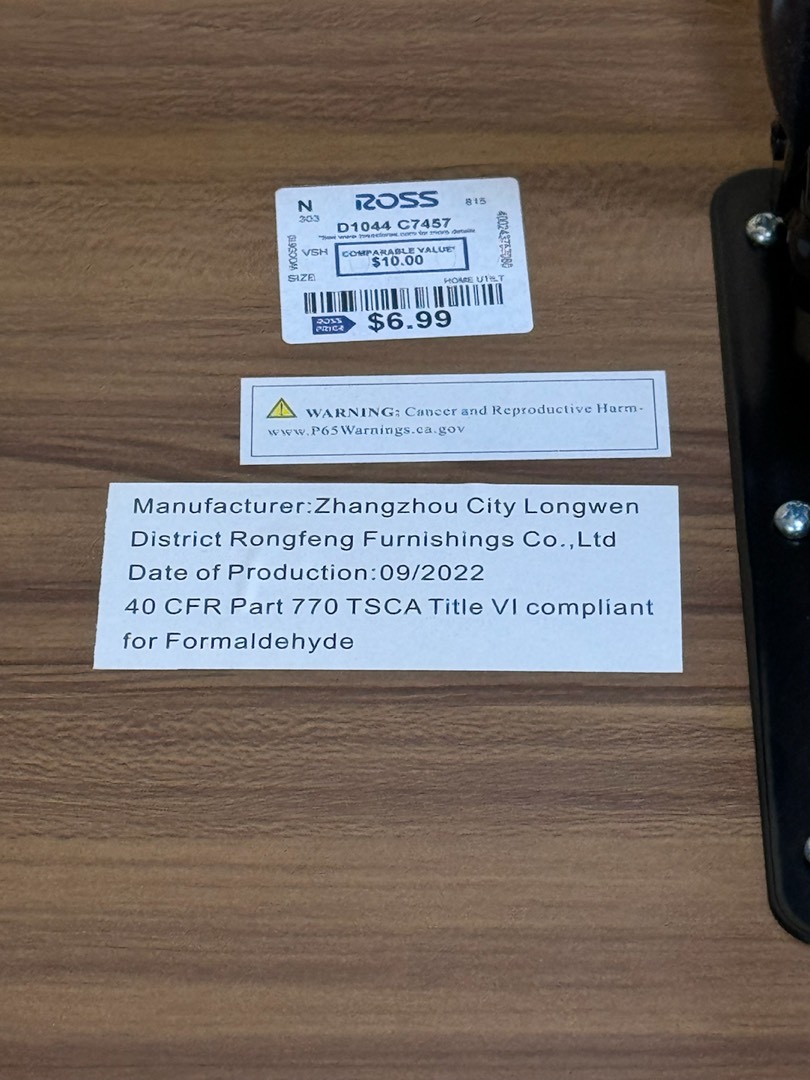 N ROSS 815
303
D1044 C7457
VSH
COMPARABLE VALUE*
$10.00
SIZE
ROSS PRICE $6.99
WARNING: Cancer and Reproductive Harm-
www.P65Warnings.ca.gov
Manufacturer:Zhangzhou City Longwen
District Rongfeng Furnishings Co.,Ltd
Date of Production:09/2022
40 CFR Part 770 TSCA Title VI compliant
for Formaldehyde